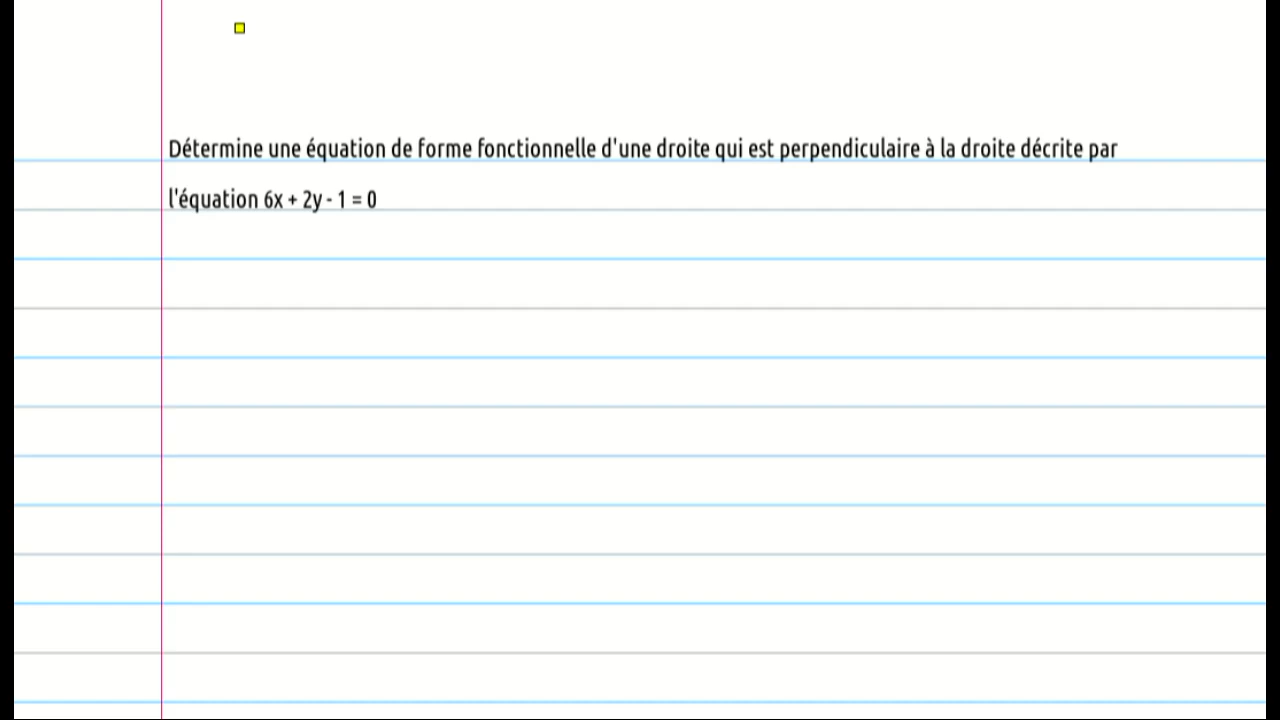 Détermine une équation de forme fonctionnelle d'une droite qui est perpendiculaire à la droite décrite par
l'équation 6x + 2y - 1 = 0